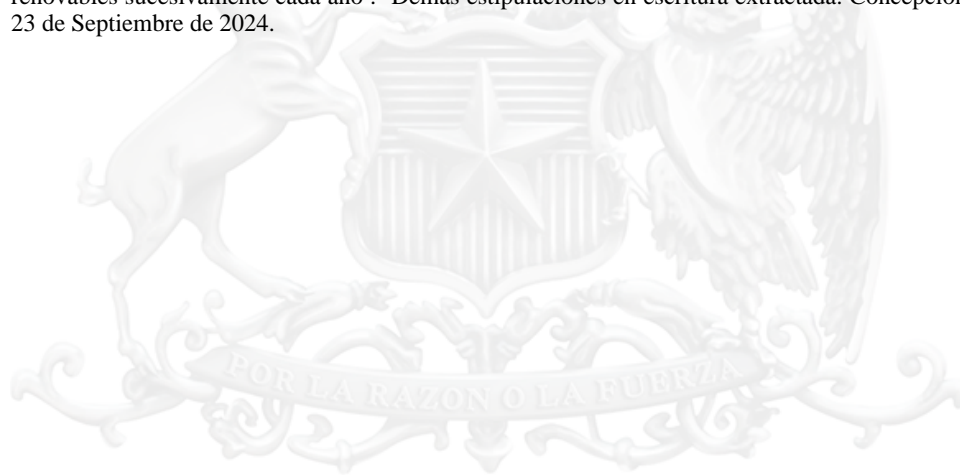 renovables sucesivamente cada año".- Demás estipulaciones en escritura extractada. Concepción
23 de Septiembre de 2024.
POR LA RAZON O LA FUERZA